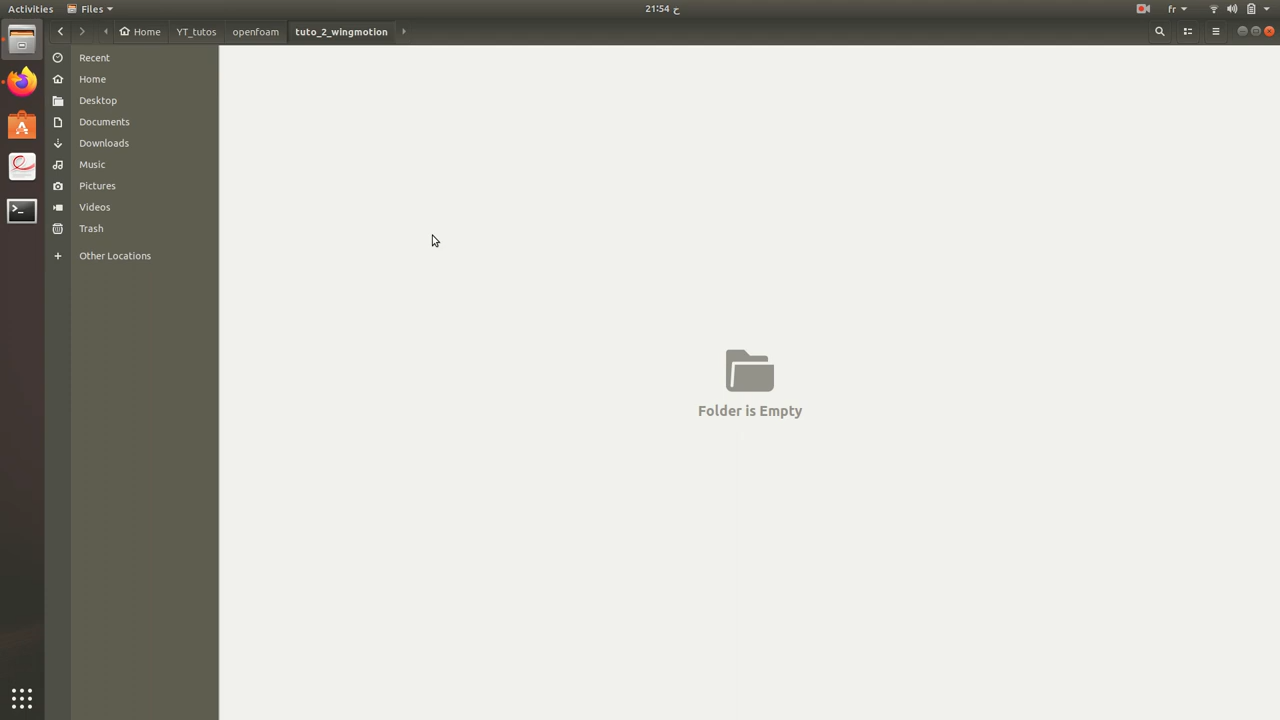 Activities Files 21:54 ح fr
Home YT_tutos openfoam tuto_2_wingmotion
Recent
Home
Desktop
Documents
Downloads
Music
Pictures
Videos
Trash
Other Locations
Folder is Empty